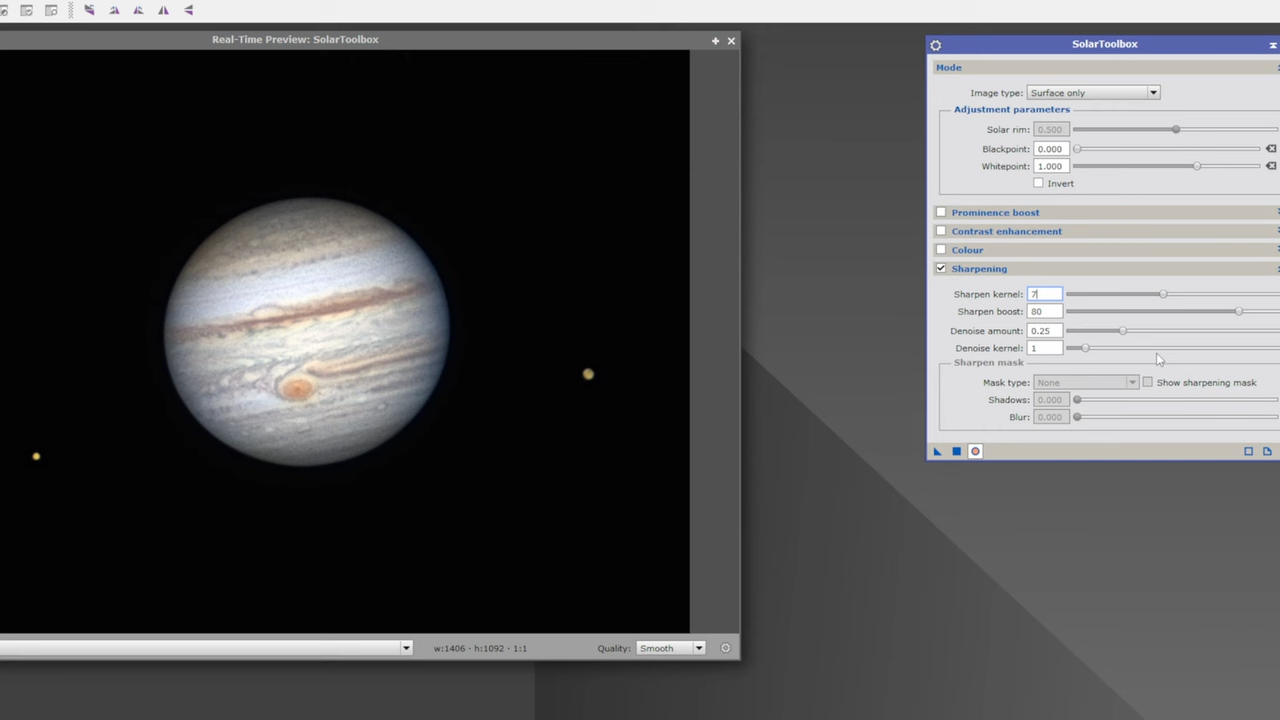 Real-Time Preview: SolarToolbox
w:1406 · h:1092 · 1:1
Quality: Smooth
SolarToolbox
Mode
Image type: Surface only
Adjustment parameters
Solar rim: 0.500
Blackpoint: 0.000
Whitepoint: 1.000
Invert
Prominence boost
Contrast enhancement
Colour
Sharpening
Sharpen kernel: 7
Sharpen boost: 80
Denoise amount: 0.25
Denoise kernel: 1
Sharpen mask
Mask type: None Show sharpening mask
Shadows: 0.000
Blur: 0.000